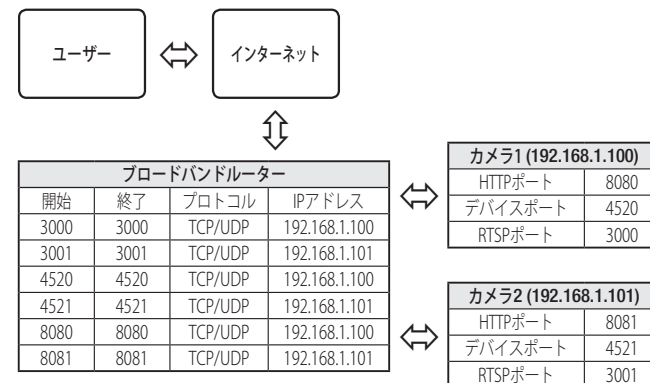 ユーザー
インターネット
ブロードバンドルーター
開始 終了 プロトコル IPアドレス
3000 3000 TCP/UDP 192.168.1.100
3001 3001 TCP/UDP 192.168.1.101
4520 4520 TCP/UDP 192.168.1.100
4521 4521 TCP/UDP 192.168.1.101
8080 8080 TCP/UDP 192.168.1.100
8081 8081 TCP/UDP 192.168.1.101
カメラ1 (192.168.1.100)
HTTPポート 8080
デバイスポート 4520
RTSPポート 3000
カメラ2 (192.168.1.101)
HTTPポート 8081
デバイスポート 4521
RTSPポート 3001